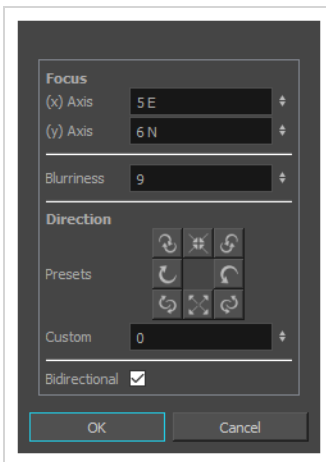 Focus
(x) Axis 5 E
(y) Axis 6 N
Blurriness 9
Direction
Presets
Custom 0
Bidirectional
OK Cancel